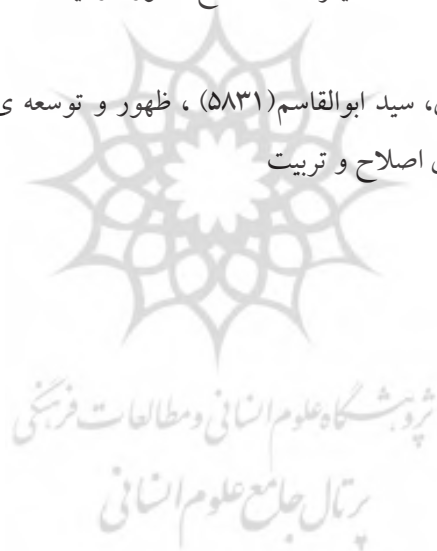 ، سید ابوالقاسم(۵۸۳۱) ، ظهور و توسعه ی
اصلاح و تربیت
پژوهشگاه علوم انسانی و مطالعات فرهنگی
پرتال جامع علوم انسانی